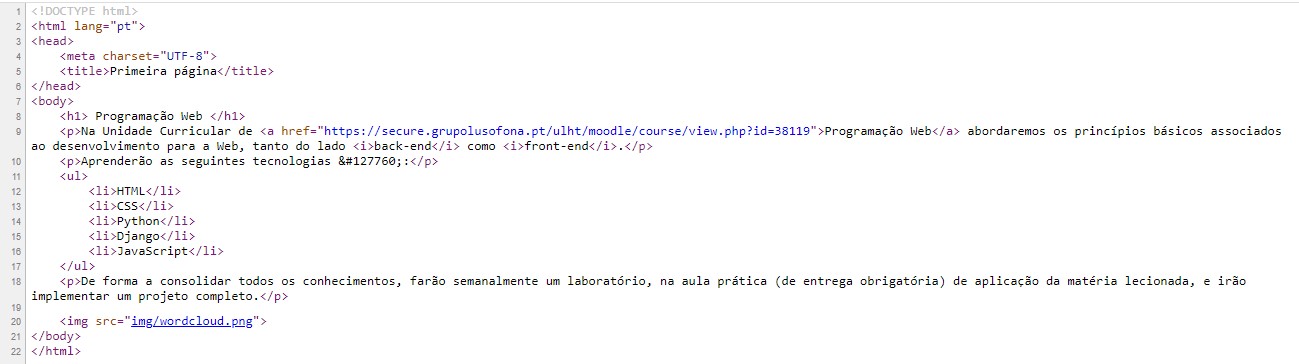 1 <!DOCTYPE html>
2 <html lang="pt">
3 <head>
4     <meta charset="UTF-8">
5     <title>Primeira página</title>
6 </head>
7 <body>
8     <h1> Programação Web </h1>
9     <p>Na Unidade Curricular de <a href="https://secure.grupolusofona.pt/ulht/moodle/course/view.php?id=38119">Programação Web</a> abordaremos os princípios básicos associados
ao desenvolvimento para a Web, tanto do lado <i>back-end</i> como <i>front-end</i>.</p>
10     <p>Aprenderão as seguintes tecnologias &#127760;:</p>
11     <ul>
12         <li>HTML</li>
13         <li>CSS</li>
14         <li>Python</li>
15         <li>Django</li>
16         <li>JavaScript</li>
17     </ul>
18     <p>De forma a consolidar todos os conhecimentos, farão semanalmente um laboratório, na aula prática (de entrega obrigatória) de aplicação da matéria lecionada, e irão
implementar um projeto completo.</p>
19
20     <img src="img/wordcloud.png">
21 </body>
22 </html>